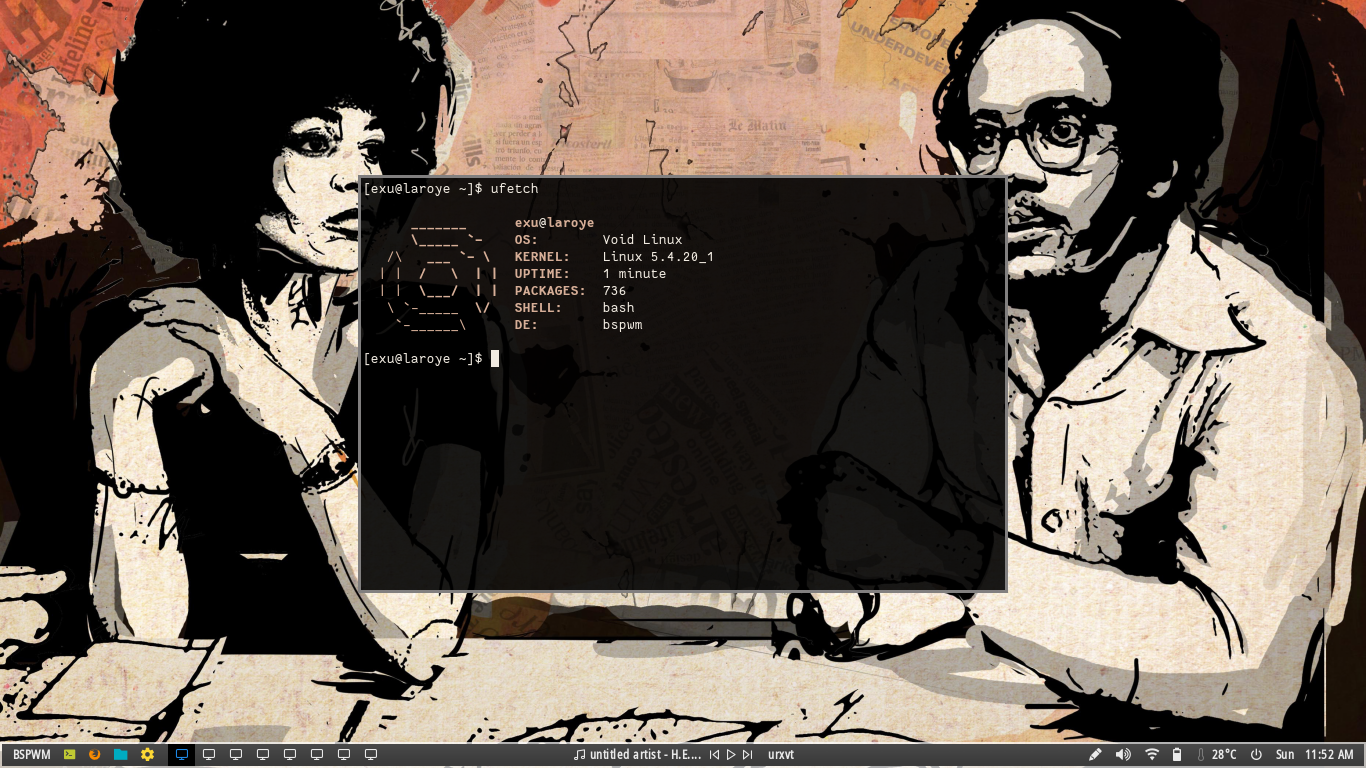 UNDERDEVE
Le Matin
[exu@laroye ~]$ ufetch
exu@laroye
OS: Void Linux
KERNEL: Linux 5.4.20_1
UPTIME: 1 minute
PACKAGES: 736
SHELL: bash
DE: bspwm
[exu@laroye ~]$
BSPWM untitled artist - H.E.... urxvt 28°C Sun 11:52 AM